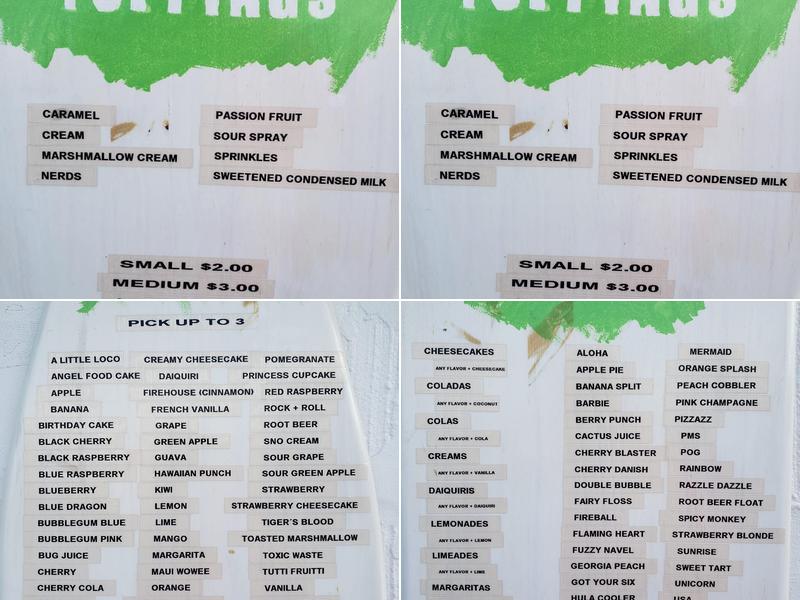 TOPPINGS
CARAMEL
CREAM
MARSHMALLOW CREAM
NERDS
PASSION FRUIT
SOUR SPRAY
SPRINKLES
SWEETENED CONDENSED MILK
SMALL $2.00
MEDIUM $3.00
TOPPINGS
CARAMEL
CREAM
MARSHMALLOW CREAM
NERDS
PASSION FRUIT
SOUR SPRAY
SPRINKLES
SWEETENED CONDENSED MILK
SMALL $2.00
MEDIUM $3.00
PICK UP TO 3
A LITTLE LOCO
ANGEL FOOD CAKE
APPLE
BANANA
BIRTHDAY CAKE
BLACK CHERRY
BLACK RASPBERRY
BLUE RASPBERRY
BLUEBERRY
BLUE DRAGON
BUBBLEGUM BLUE
BUBBLEGUM PINK
BUG JUICE
CHERRY
CHERRY COLA
CREAMY CHEESECAKE
DAIQUIRI
FIREHOUSE (CINNAMON)
FRENCH VANILLA
GRAPE
GREEN APPLE
GUAVA
HAWAIIAN PUNCH
KIWI
LEMON
LIME
MANGO
MARGARITA
MAUI WOWEE
ORANGE
POMEGRANATE
PRINCESS CUPCAKE
RED RASPBERRY
ROCK + ROLL
ROOT BEER
SNO CREAM
SOUR GRAPE
SOUR GREEN APPLE
STRAWBERRY
STRAWBERRY CHEESECAKE
TIGER'S BLOOD
TOASTED MARSHMALLOW
TOXIC WASTE
TUTTI FRUITTI
VANILLA
CHEESECAKES
ANY FLAVOR + CHEESECAKE
COLADAS
ANY FLAVOR + COCONUT
COLAS
ANY FLAVOR + COLA
CREAMS
ANY FLAVOR + VANILLA
DAIQUIRIS
ANY FLAVOR + DAIQUIRI
LEMONADES
ANY FLAVOR + LEMON
LIMEADES
ANY FLAVOR + LIME
MARGARITAS
ALOHA
APPLE PIE
BANANA SPLIT
BARBIE
BERRY PUNCH
CACTUS JUICE
CHERRY BLASTER
CHERRY DANISH
DOUBLE BUBBLE
FAIRY FLOSS
FIREBALL
FLAMING HEART
FUZZY NAVEL
GEORGIA PEACH
GOT YOUR SIX
HULA COOLER
MERMAID
ORANGE SPLASH
PEACH COBBLER
PINK CHAMPAGNE
PIZZAZZ
PMS
POG
RAINBOW
RAZZLE DAZZLE
ROOT BEER FLOAT
SPICY MONKEY
STRAWBERRY BLONDE
SUNRISE
SWEET TART
UNICORN
USA